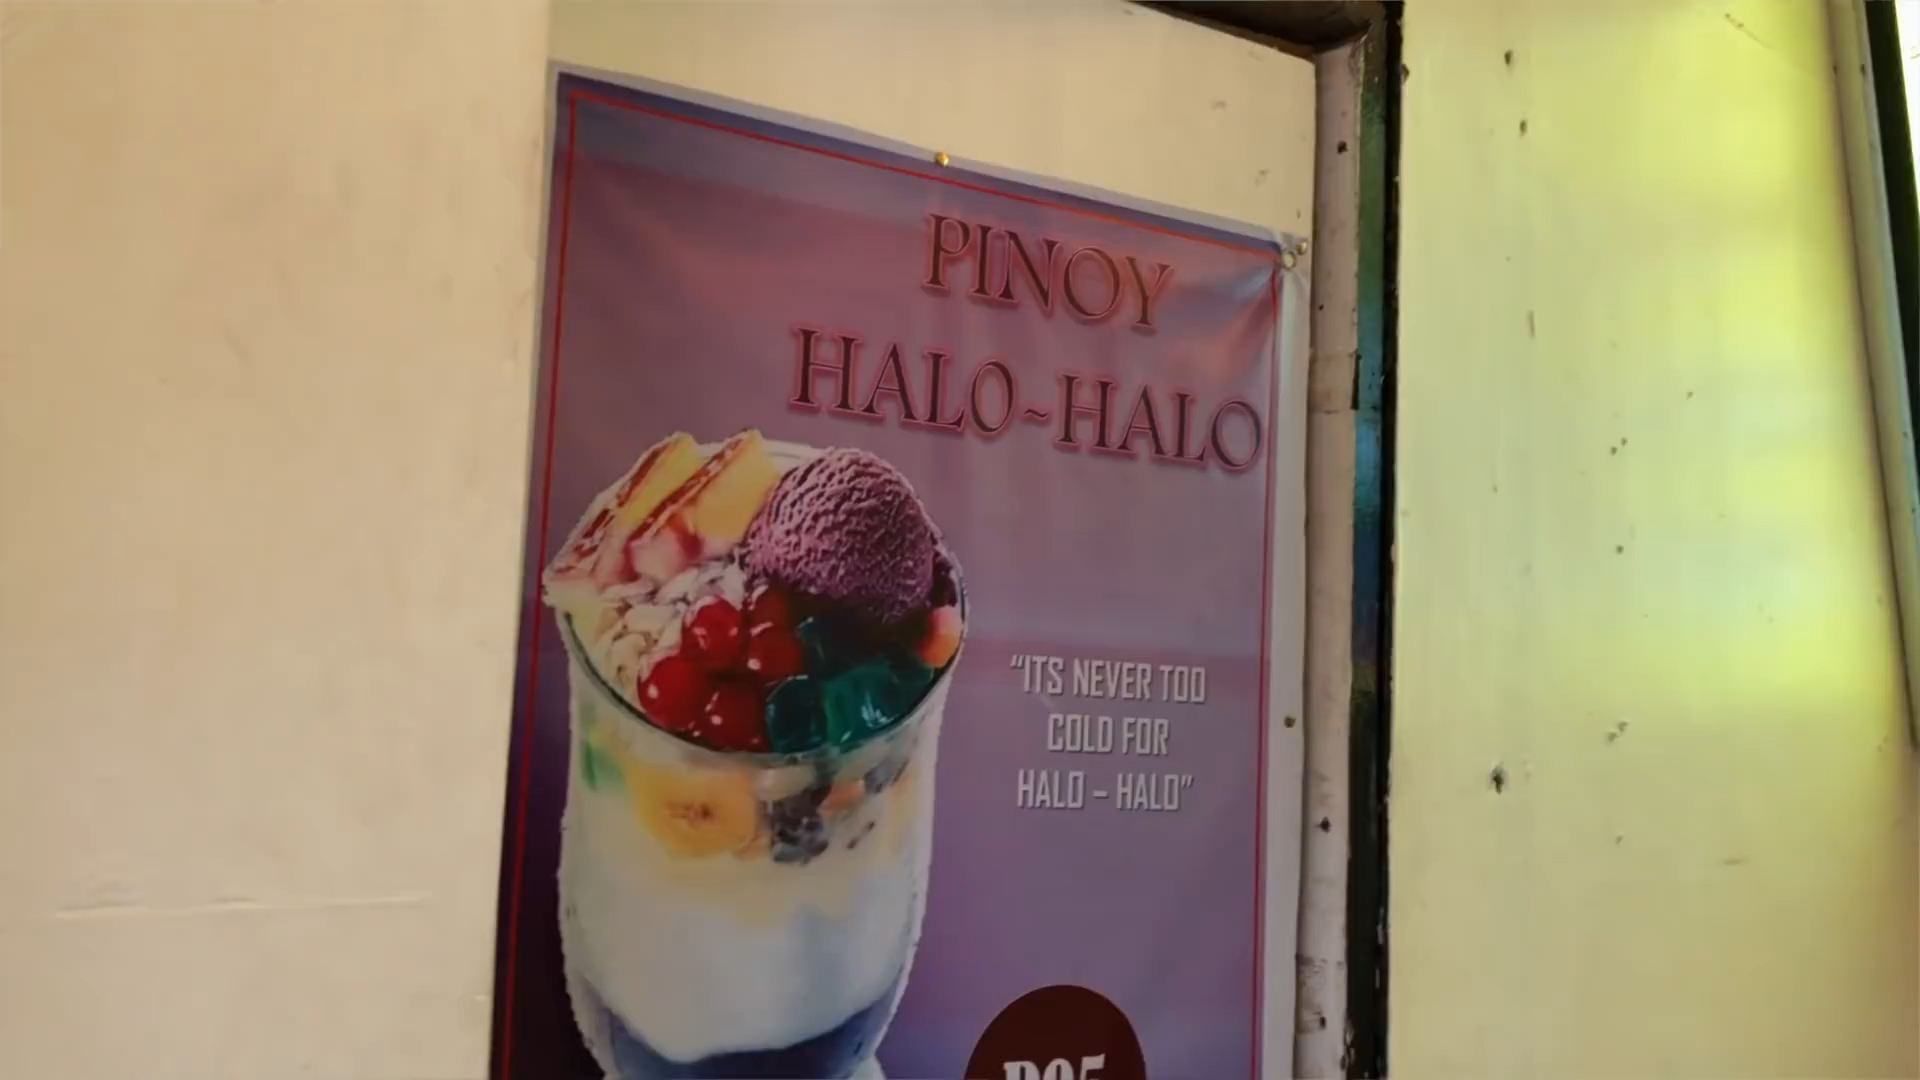 PINOY
HALO~HALO
“ITS NEVER TOO
COLD FOR
HALO – HALO”